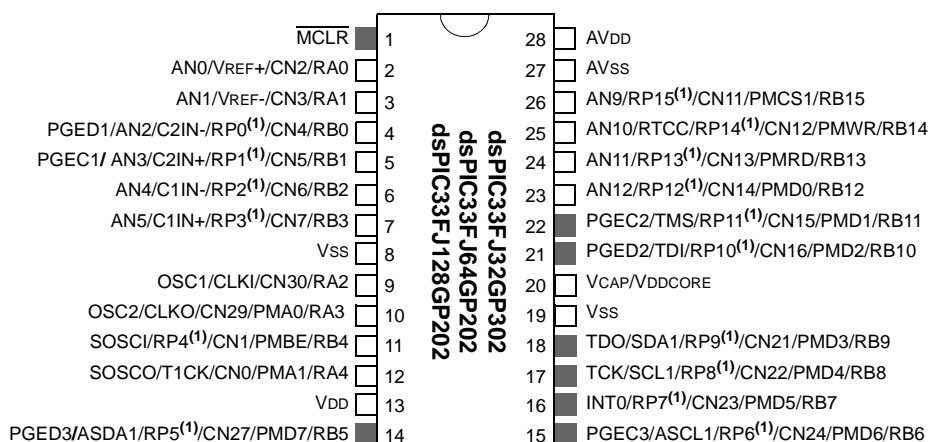 MCLR 1
AN0/VREF+/CN2/RA0 2
AN1/VREF-/CN3/RA1 3
PGED1/AN2/C2IN-/RP0(1)/CN4/RB0 4
PGEC1/ AN3/C2IN+/RP1(1)/CN5/RB1 5
AN4/C1IN-/RP2(1)/CN6/RB2 6
AN5/C1IN+/RP3(1)/CN7/RB3 7
VSS 8
OSC1/CLKI/CN30/RA2 9
OSC2/CLKO/CN29/PMA0/RA3 10
SOSCI/RP4(1)/CN1/PMBE/RB4 11
SOSCO/T1CK/CN0/PMA1/RA4 12
VDD 13
PGED3/ASDA1/RP5(1)/CN27/PMD7/RB5 14
dsPIC33FJ32GP302
dsPIC33FJ64GP202
dsPIC33FJ128GP202
28 AVDD
27 AVSS
26 AN9/RP15(1)/CN11/PMCS1/RB15
25 AN10/RTCC/RP14(1)/CN12/PMWR/RB14
24 AN11/RP13(1)/CN13/PMRD/RB13
23 AN12/RP12(1)/CN14/PMD0/RB12
22 PGEC2/TMS/RP11(1)/CN15/PMD1/RB11
21 PGED2/TDI/RP10(1)/CN16/PMD2/RB10
20 VCAP/VDDCORE
19 VSS
18 TDO/SDA1/RP9(1)/CN21/PMD3/RB9
17 TCK/SCL1/RP8(1)/CN22/PMD4/RB8
16 INT0/RP7(1)/CN23/PMD5/RB7
15 PGEC3/ASCL1/RP6(1)/CN24/PMD6/RB6